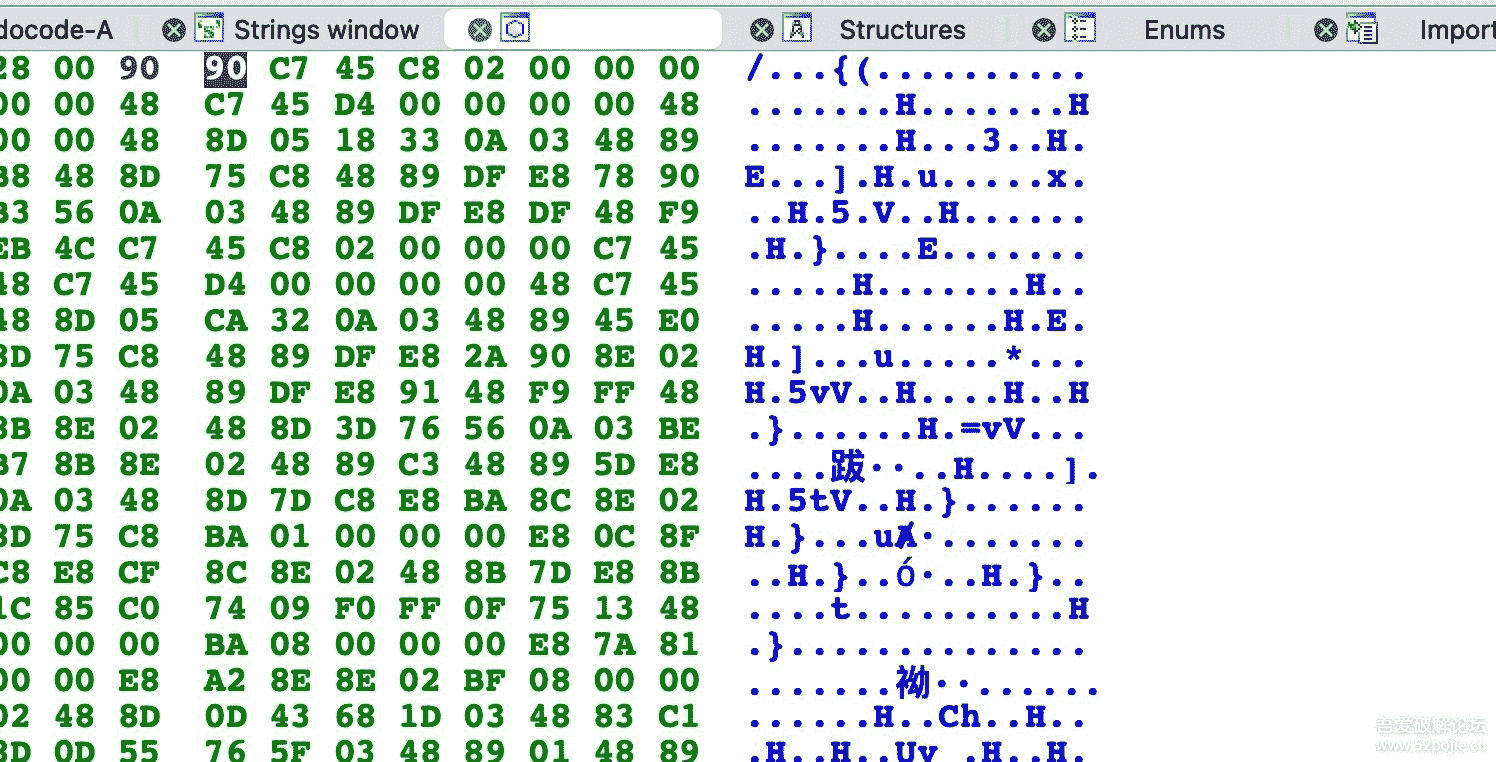 docode-A Strings window Structures Enums Import
28 00 90 90 C7 45 C8 02 00 00 00 /...{(..........
00 00 48 C7 45 D4 00 00 00 00 48 .......H.......H
00 00 48 8D 05 18 33 0A 03 48 89 .......H...3..H.
B8 48 8D 75 C8 48 89 DF E8 78 90 E...].H.u.....x.
B3 56 0A 03 48 89 DF E8 DF 48 F9 ..H.5.V..H......
EB 4C C7 45 C8 02 00 00 00 C7 45 .H.}....E.......
48 C7 45 D4 00 00 00 00 48 C7 45 .....H.......H..
48 8D 05 CA 32 0A 03 48 89 45 E0 .....H......H.E
8D 75 C8 48 89 DF E8 2A 90 8E 02 H.]...u.....*...
0A 03 48 89 DF E8 91 48 F9 FF 48 H.5vV..H....H..H
8B 8E 02 48 8D 3D 76 56 0A 03 BE .}......H.=vV...
B7 8B 8E 02 48 89 C3 48 89 5D E8 ....跋··..H....].
0A 03 48 8D 7D C8 E8 BA 8C 8E 02 H.5tV..H.}......
8D 75 C8 BA 01 00 00 00 E8 0C 8F H.}...uA·.......
C8 E8 CF 8C 8E 02 48 8B 7D E8 8B ..H.}..Ó·..H.}..
1C 85 C0 74 09 F0 FF 0F 75 13 48 ....t..........H
00 00 00 BA 08 00 00 00 E8 7A 81 .}..............
00 00 E8 A2 8E 8E 02 BF 08 00 00 .......袎··......
02 48 8D 0D 43 68 1D 03 48 83 C1 ......H..Ch..H..
8D 0D 55 76 5F 03 48 89 01 48 89 .H..H..Uv..H..H.
吾爱破解论坛
www.52pojie.cn